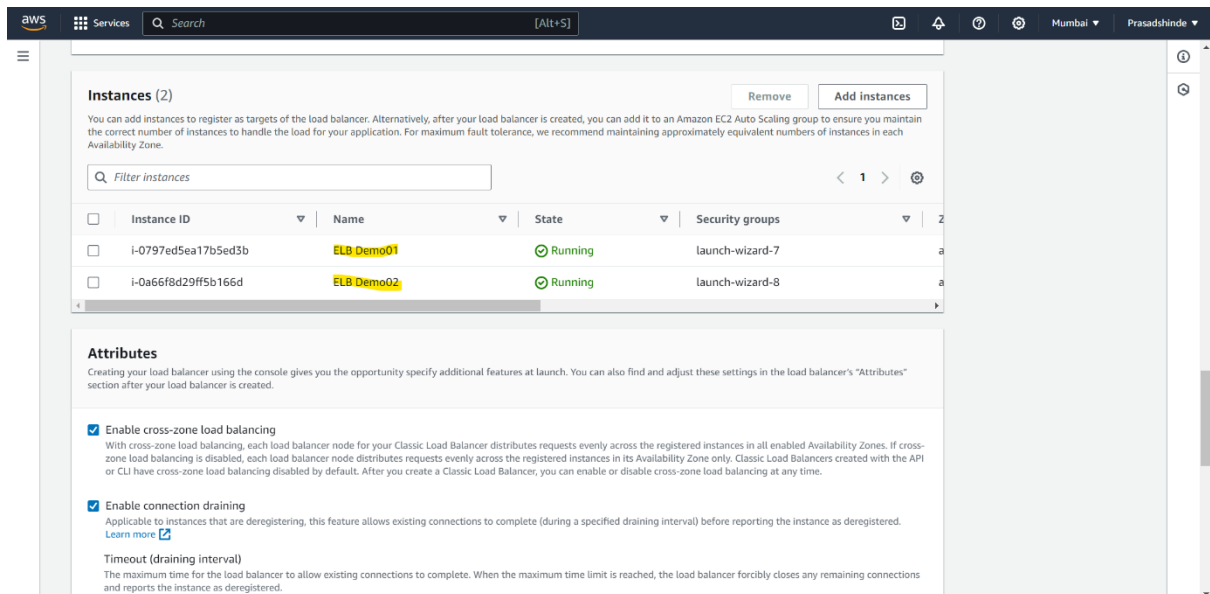 aws
Services
Search
[Alt+S]
Mumbai
Prasadshinde
Instances (2)
Remove
Add instances
You can add instances to register as targets of the load balancer. Alternatively, after your load balancer is created, you can add it to an Amazon EC2 Auto Scaling group to ensure you maintain
the correct number of instances to handle the load for your application. For maximum fault tolerance, we recommend maintaining approximately equivalent numbers of instances in each
Availability Zone.
Filter instances
1
Instance ID Name State Security groups Z
i-0797ed5ea17b5ed3b ELB Demo01 Running launch-wizard-7 a
i-0a66f8d29ff5b166d ELB Demo02 Running launch-wizard-8 a
Attributes
Creating your load balancer using the console gives you the opportunity specify additional features at launch. You can also find and adjust these settings in the load balancer's "Attributes"
section after your load balancer is created.
Enable cross-zone load balancing
With cross-zone load balancing, each load balancer node for your Classic Load Balancer distributes requests evenly across the registered instances in all enabled Availability Zones. If cross-
zone load balancing is disabled, each load balancer node distributes requests evenly across the registered instances in its Availability Zone only. Classic Load Balancers created with the API
or CLI have cross-zone load balancing disabled by default. After you create a Classic Load Balancer, you can enable or disable cross-zone load balancing at any time.
Enable connection draining
Applicable to instances that are deregistering, this feature allows existing connections to complete (during a specified draining interval) before reporting the instance as deregistered.
Learn more
Timeout (draining interval)
The maximum time for the load balancer to allow existing connections to complete. When the maximum time limit is reached, the load balancer forcibly closes any remaining connections
and reports the instance as deregistered.